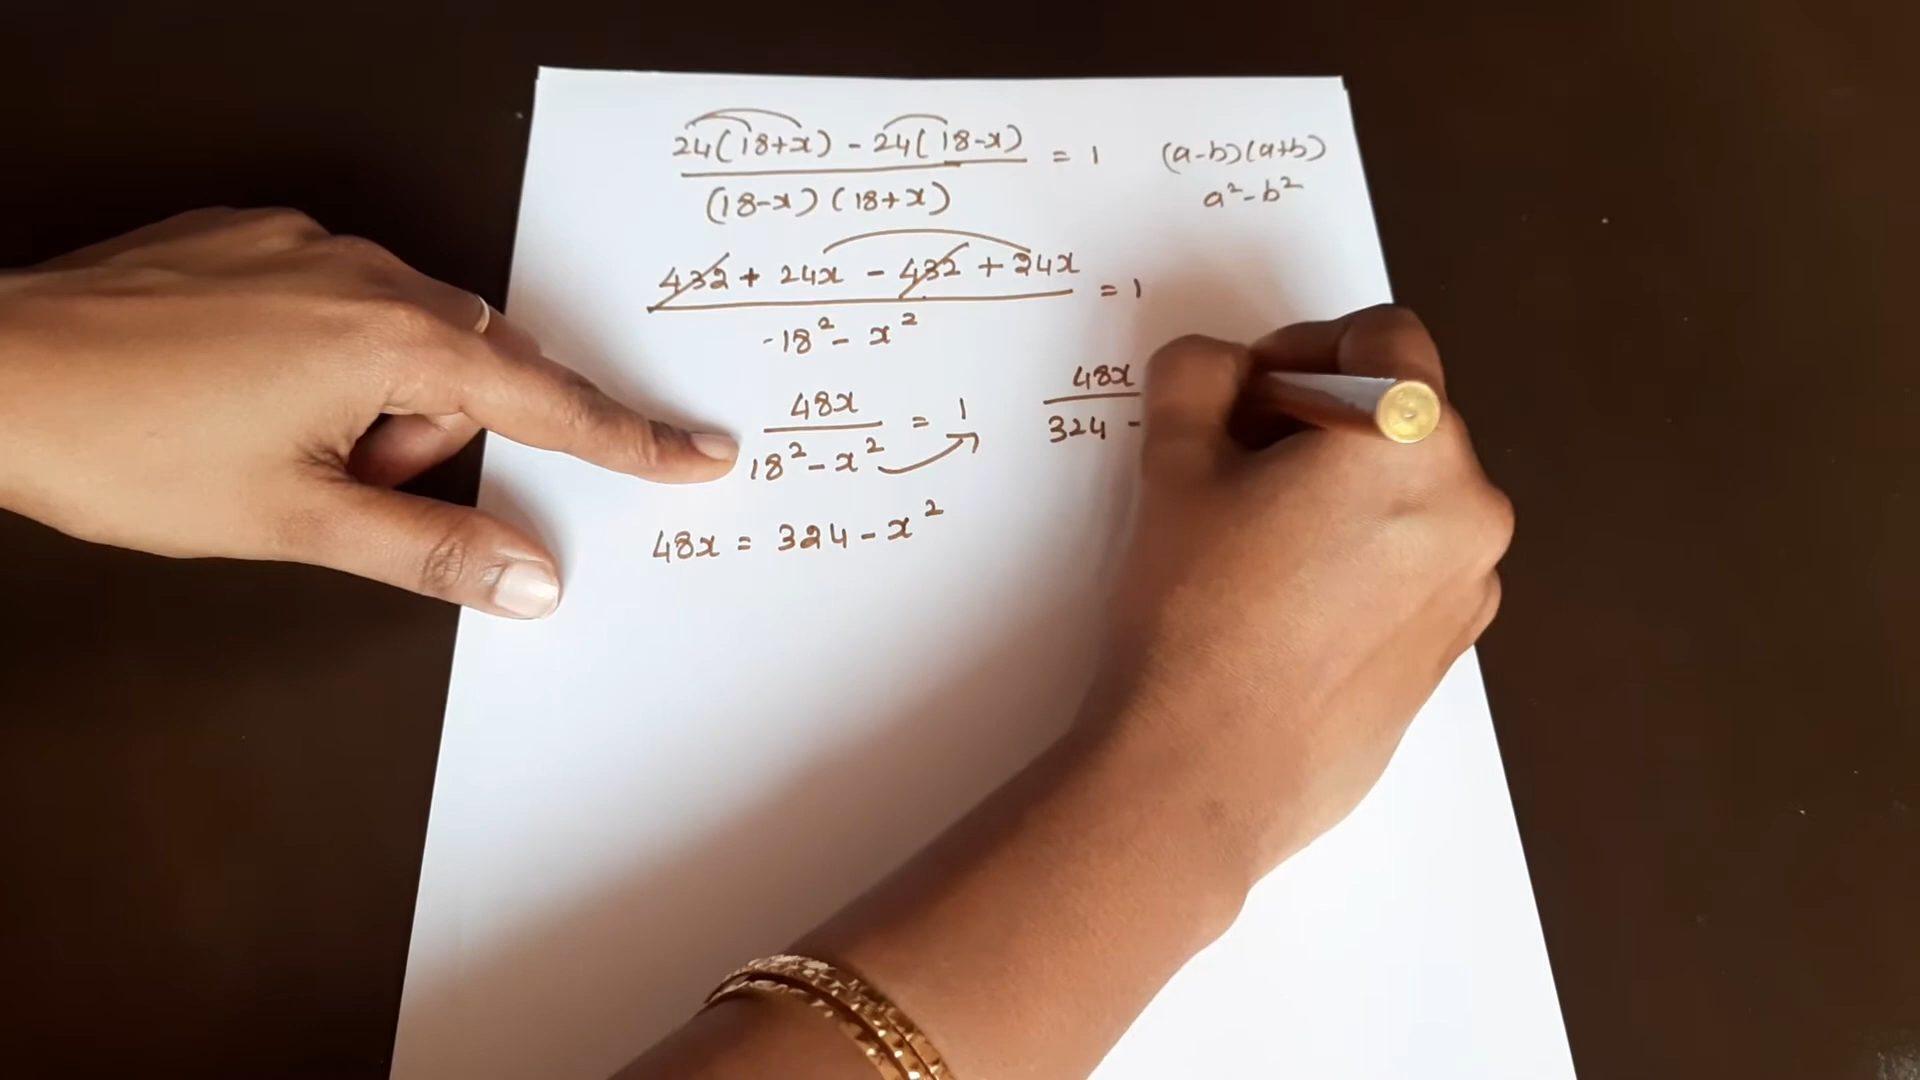 24(18+x) - 24(18-x) = 1
(18-x)(18+x)
(a-b)(a+b)
a² - b²
432 + 24x - 432 + 24x = 1
-18² - x²
48x = 1
18² - x²
48x
324 -
48x = 324 - x²